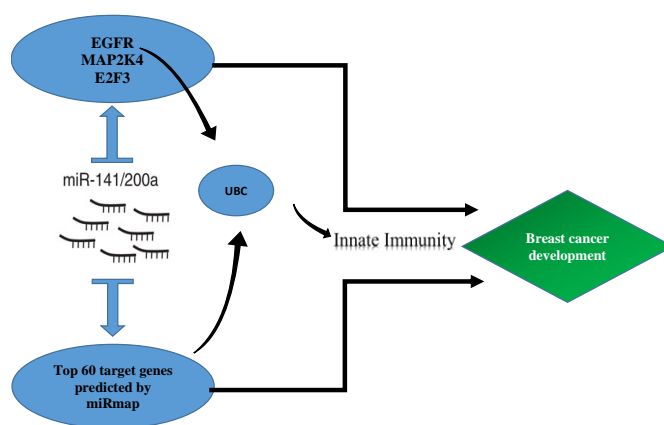 EGFR
MAP2K4
E2F3
miR-141/200a
UBC
Innate Immunity
Breast cancer
development
Top 60 target genes
predicted by
miRmap